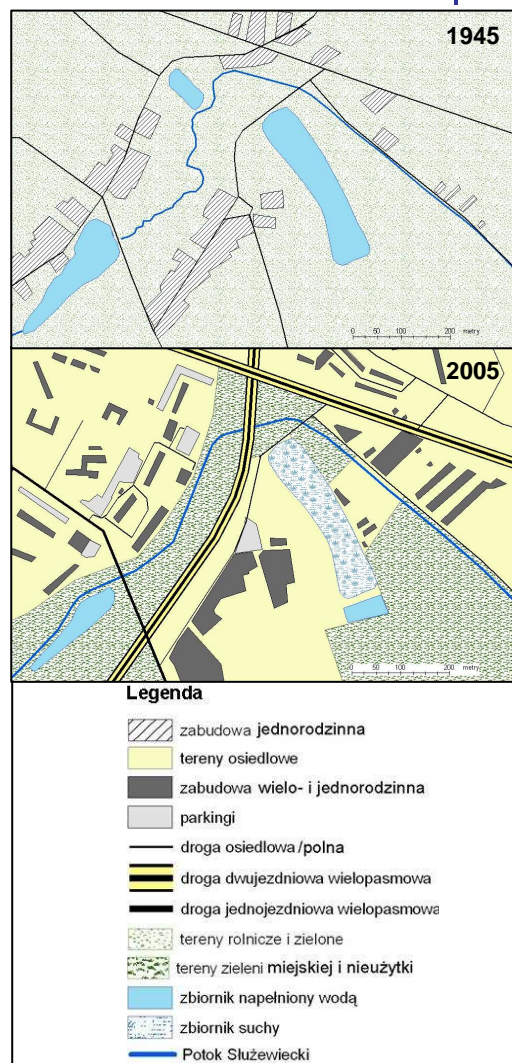 1945
0 50 100 200 metry
2005
0 50 100 200 metry
Legenda
zabudowa jednorodzinna
tereny osiedlowe
zabudowa wielo- i jednorodzinna
parkingi
droga osiedlowa/polna
droga dwujezdniowa wielopasmowa
droga jednojezdniowa wielopasmowa
tereny rolnicze i zielone
tereny zieleni miejskiej i nieużytki
zbiornik napełniony wodą
zbiornik suchy
Potok Służewiecki